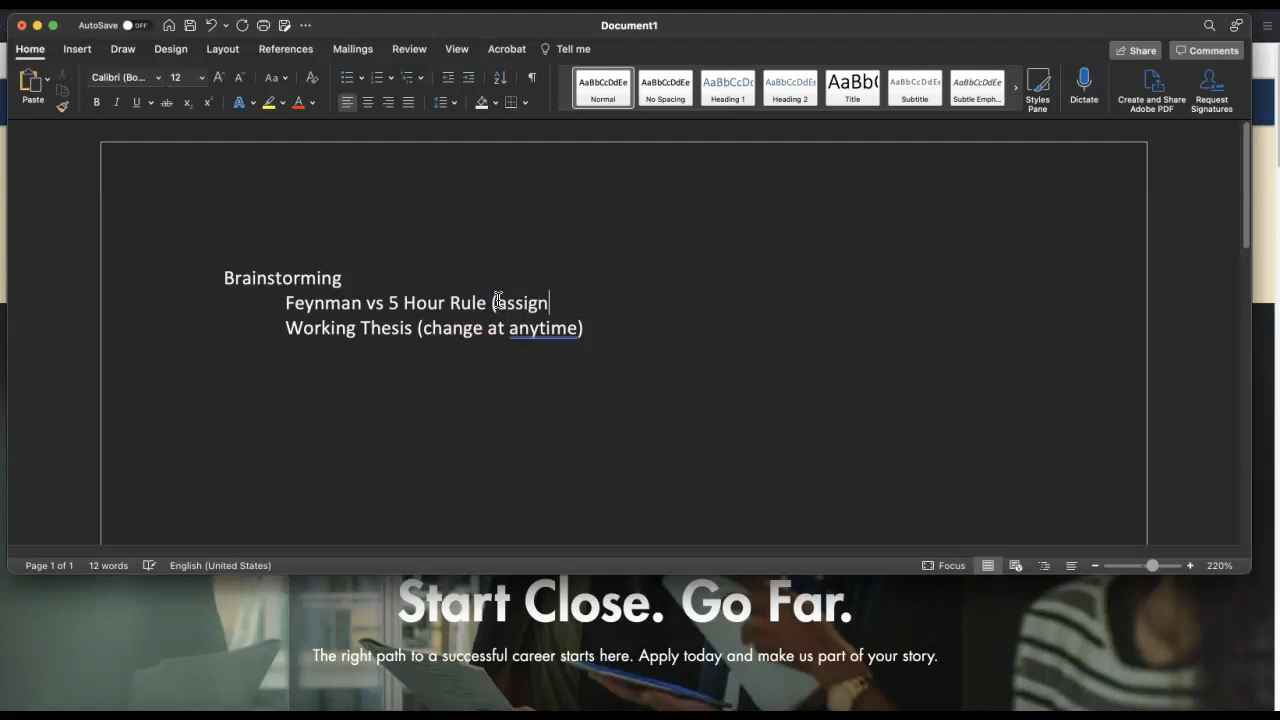 AutoSave OFF
Document1
Home Insert Draw Design Layout References Mailings Review View Acrobat Tell me
Share Comments
Paste
Calibri (Bo... 12
AaBbCcDdEe AaBbCcDdEe AaBbCcDc AaBbCcDdEe AaBb( AaBbCcDdEe AaBbCcDdEe
Normal No Spacing Heading 1 Heading 2 Title Subtitle Subtle Emph...
Styles Pane
Dictate
Create and Share Adobe PDF
Request Signatures
Brainstorming
Feynman vs 5 Hour Rule (assign
Working Thesis (change at anytime)
Page 1 of 1 12 words English (United States) Focus 220%
Start Close. Go Far.
The right path to a successful career starts here. Apply today and make us part of your story.